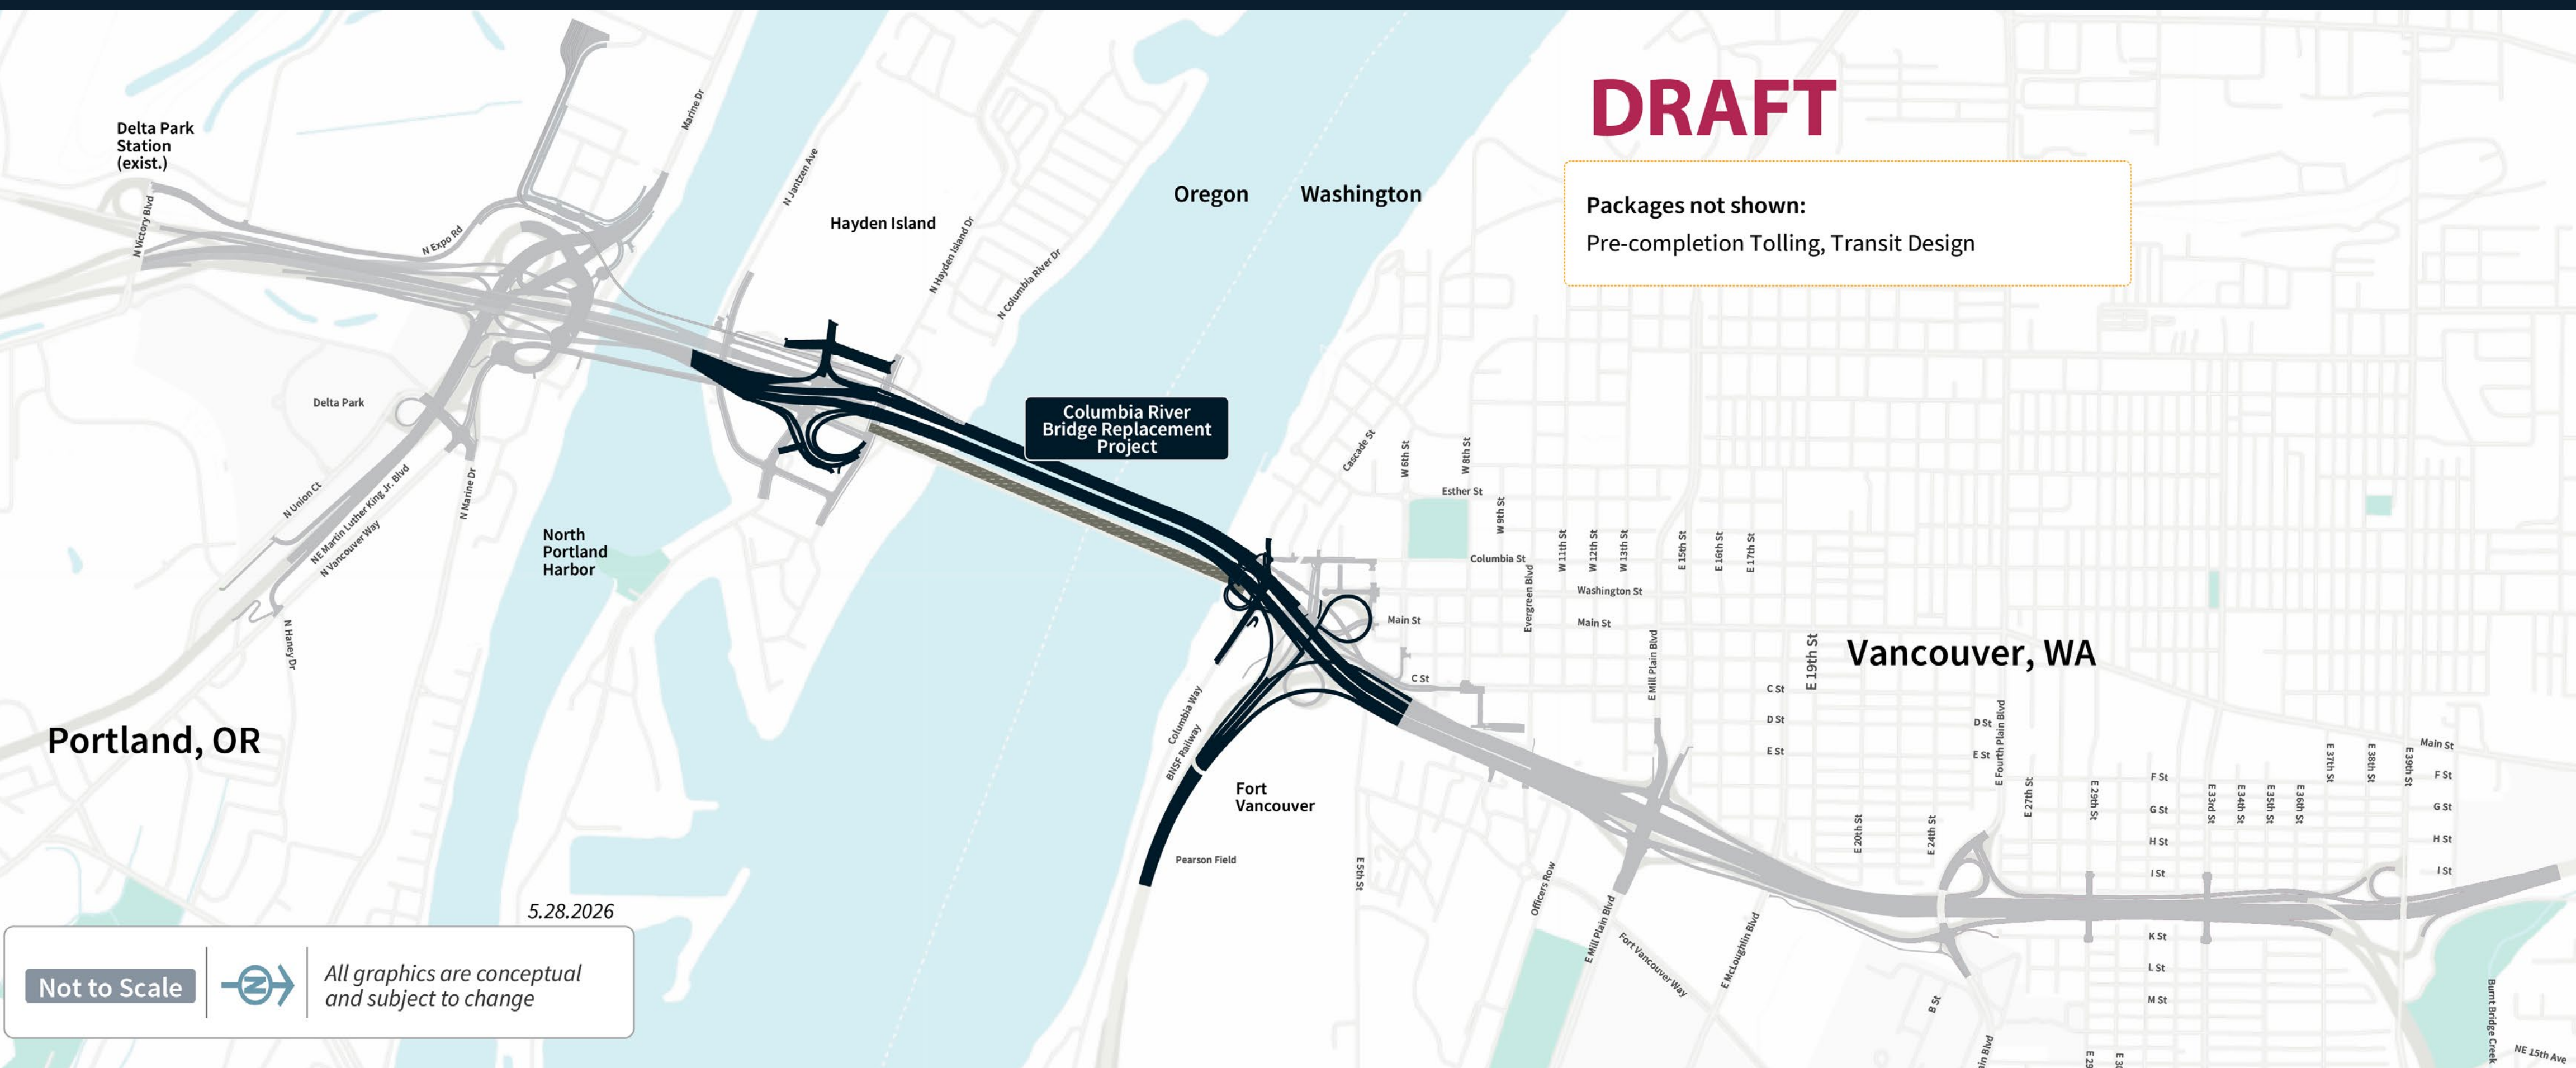 DRAFT
Packages not shown:
Pre-completion Tolling, Transit Design
Delta Park
Station
(exist.)
N Victory Blvd
N Expo Rd
Marine Dr
N Jantzen Ave
Hayden Island
N Hayden Island Dr
N Columbia River Dr
Oregon
Washington
Columbia River
Bridge Replacement
Project
Delta Park
N Union Ct
NE Martin Luther King Jr. Blvd
N Vancouver Way
N Marine Dr
N Haney Dr
North
Portland
Harbor
Portland, OR
Cascade St
W 6th St
W 8th St
Esther St
W 9th St
Columbia St
Evergreen Blvd
W 11th St
W 12th St
W 13th St
E 15th St
E 16th St
E 17th St
Washington St
Main St
Main St
E Mill Plain Blvd
E 19th St
Vancouver, WA
C St
C St
D St
E St
D St
E St
E Fourth Plain Blvd
Columbia Way
BNSF Railway
Fort
Vancouver
Pearson Field
E 5th St
Officers Row
E Mill Plain Blvd
Fort Vancouver Way
E McLoughlin Blvd
E 20th St
E 24th St
E 27th St
E 29th St
F St
G St
H St
I St
K St
L St
M St
E 33rd St
E 34th St
E 35th St
E 36th St
E 37th St
E 38th St
E 39th St
Main St
F St
G St
H St
I St
B St
Burnt Bridge Creek
NE 15th Ave
5.28.2026
Not to Scale
N
All graphics are conceptual
and subject to change